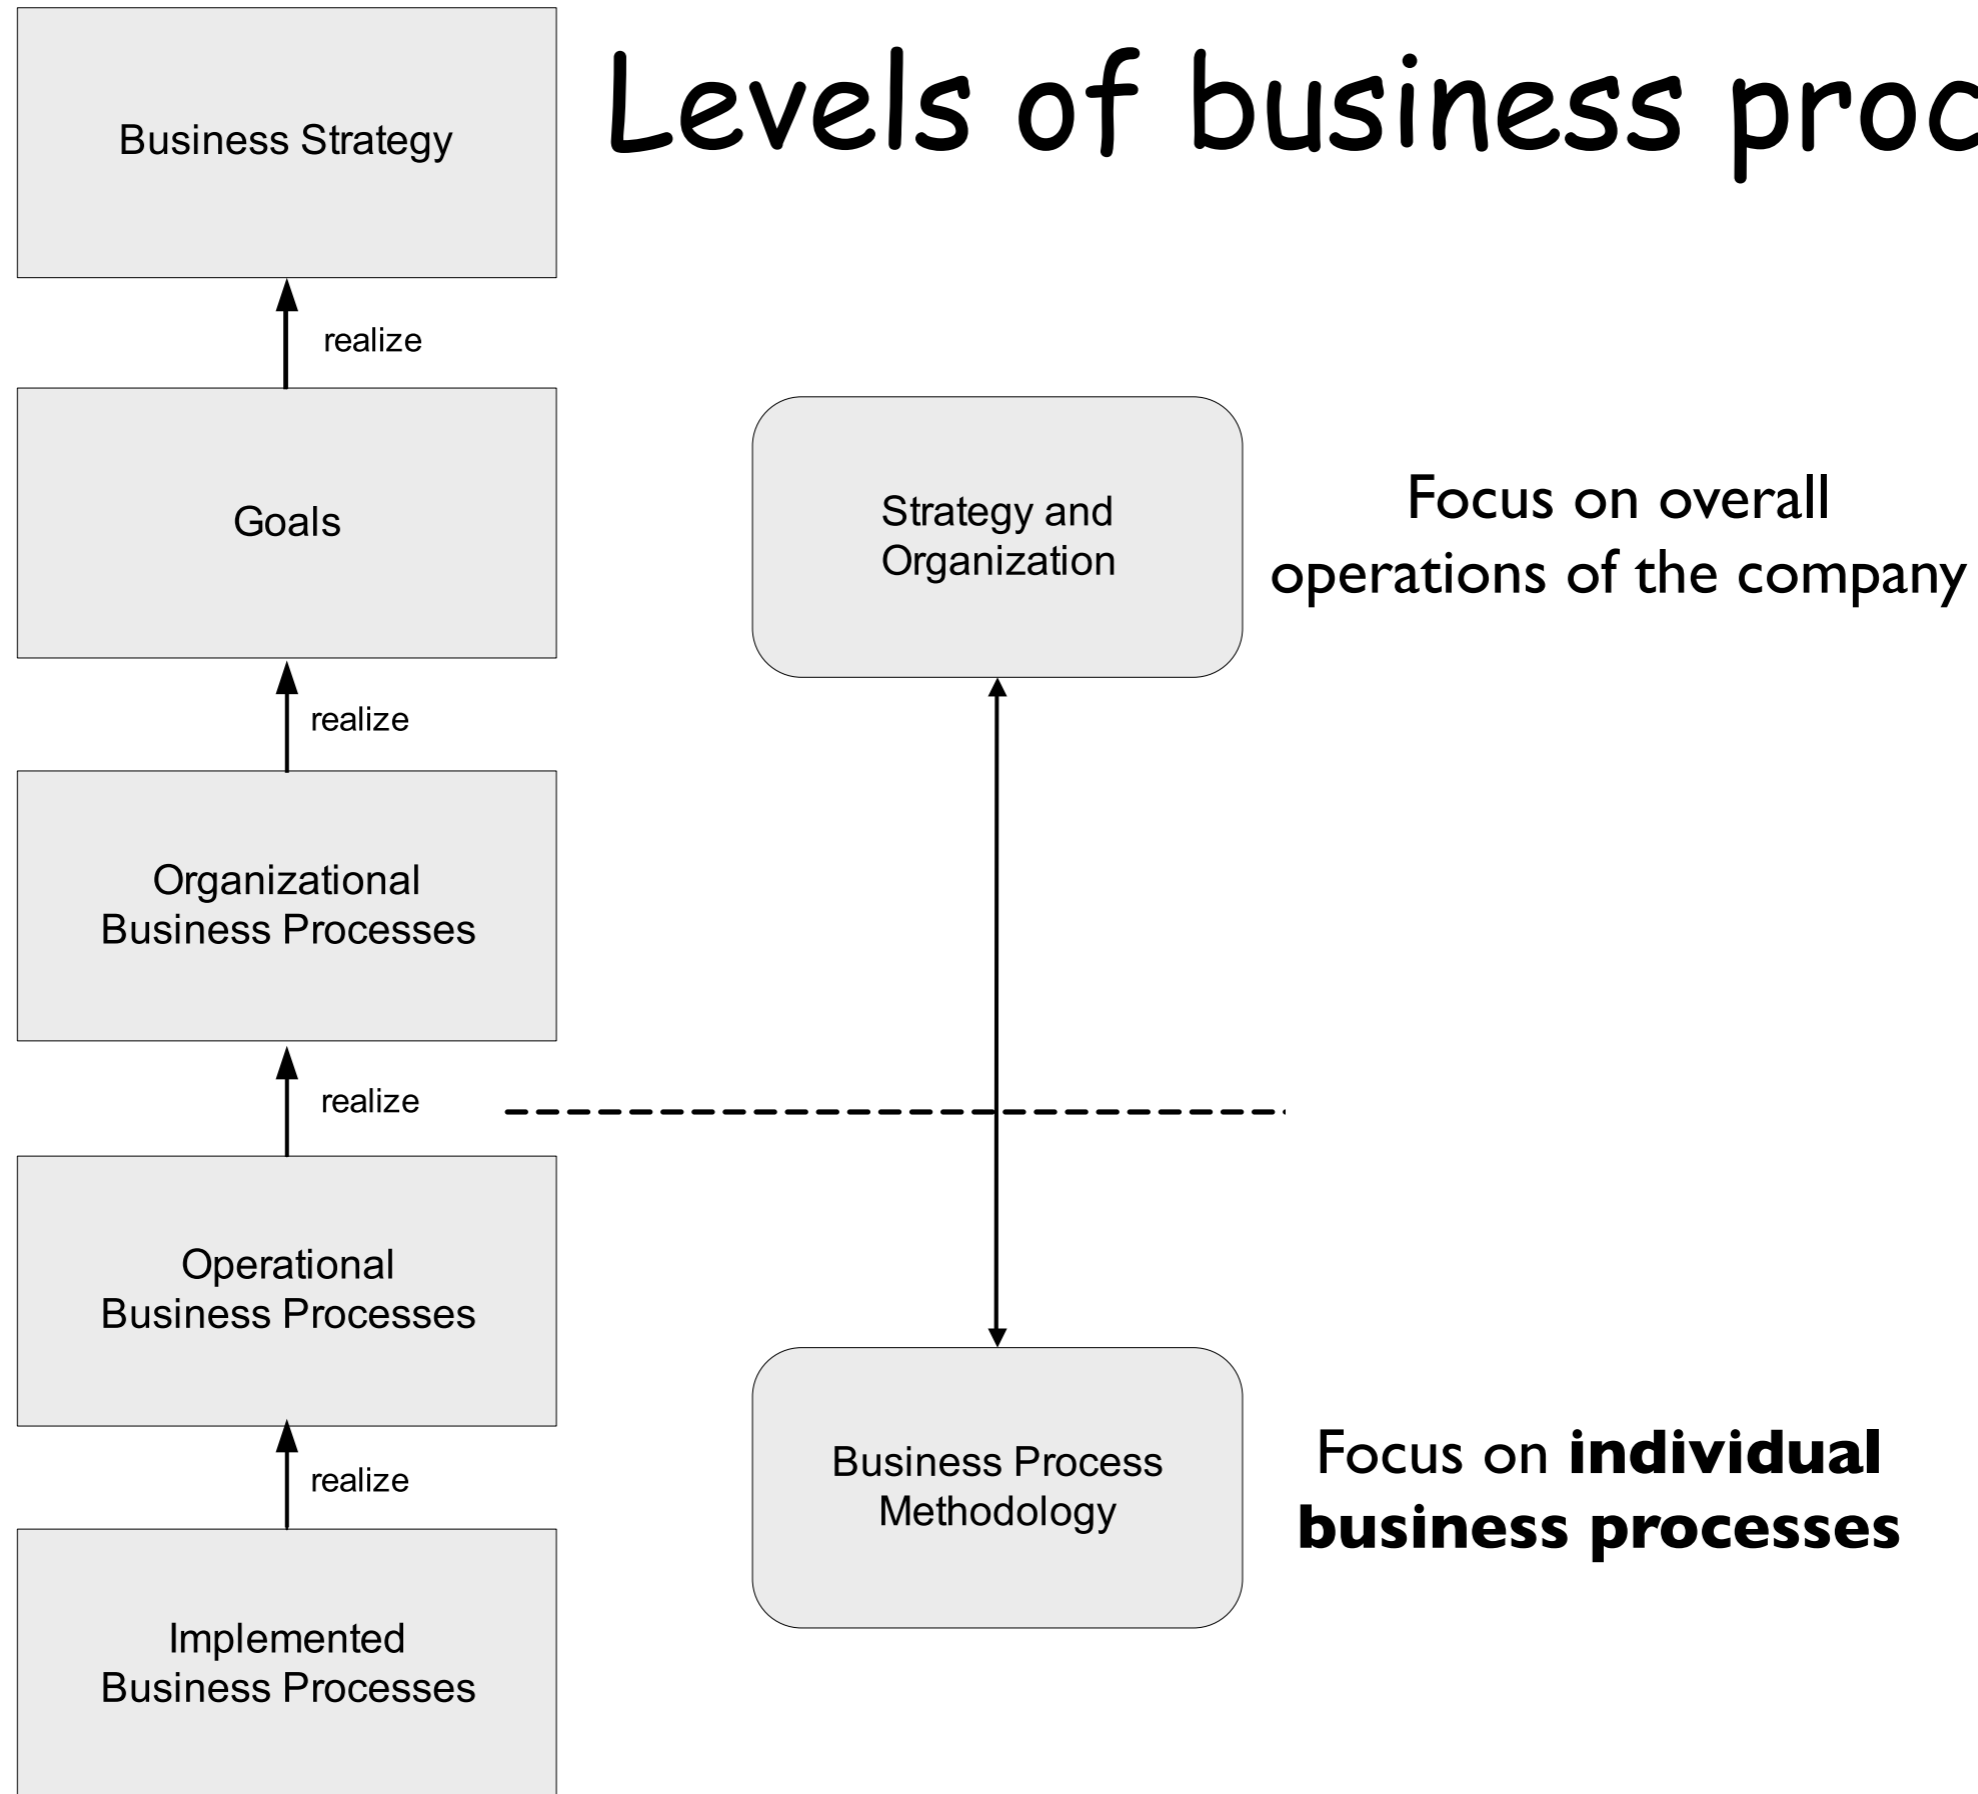 Levels of business proc
Business Strategy
realize
Goals
realize
Organizational
Business Processes
realize
Operational
Business Processes
realize
Implemented
Business Processes
Strategy and
Organization
Focus on overall
operations of the company
Business Process
Methodology
Focus on individual
business processes